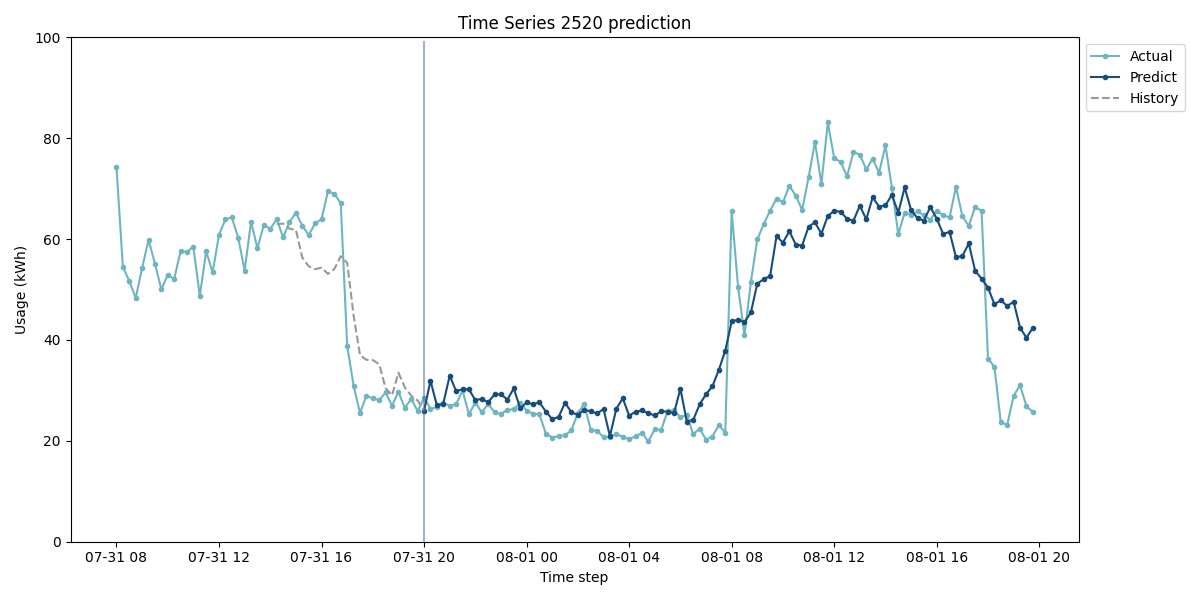 Time Series 2520 prediction
100
80
60
40
20
0
Usage (kWh)
07-31 08
07-31 12
07-31 16
07-31 20
08-01 00
08-01 04
08-01 08
08-01 12
08-01 16
08-01 20
Time step
Actual
Predict
History